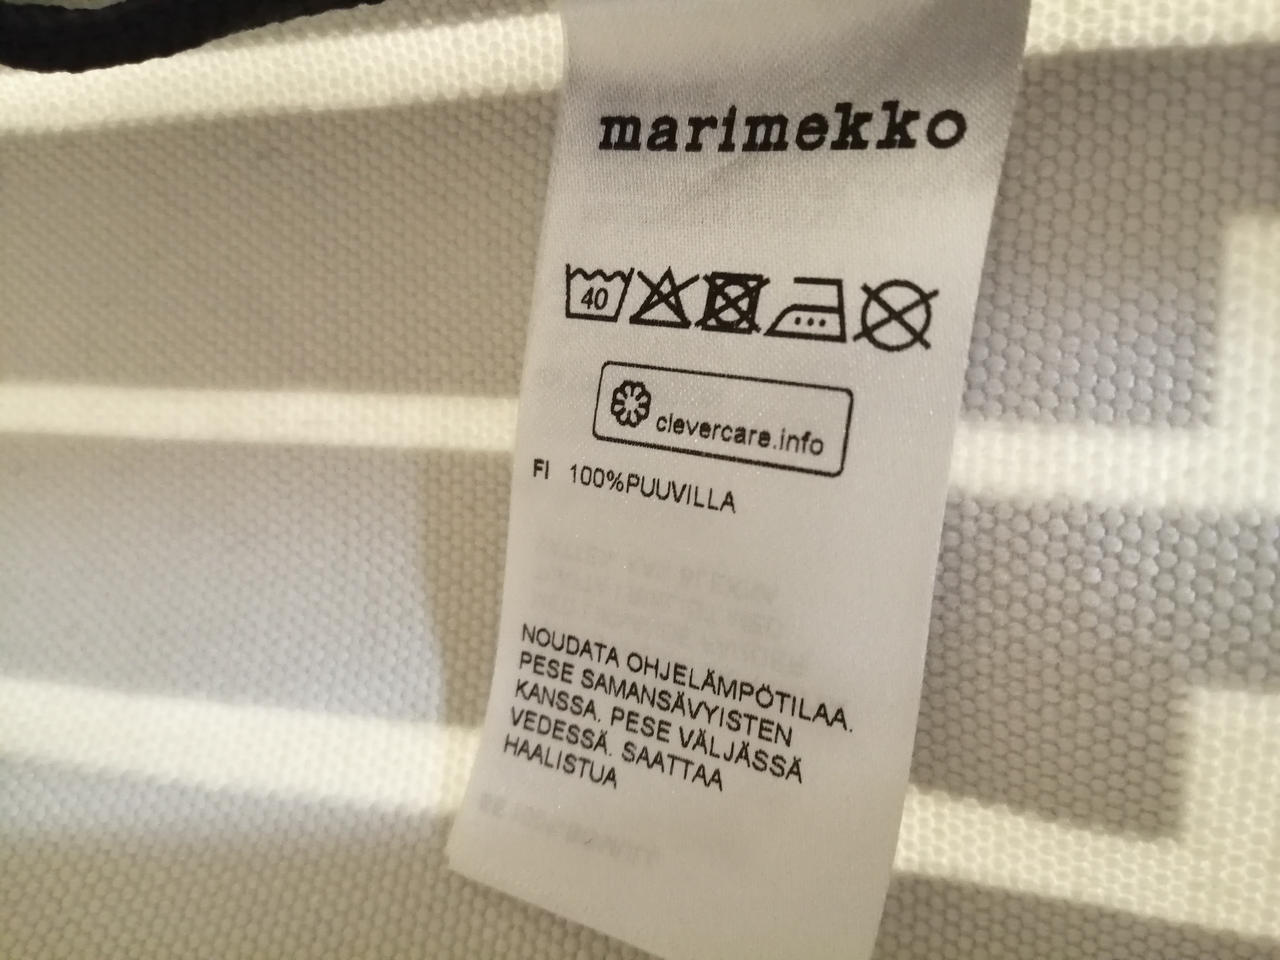 marimekko
40
clevercare.info
FI 100%PUUVILLA
NOUDATA OHJELÄMPÖTILAA.
PESE SAMANSÄVYISTEN
KANSSA. PESE VÄLJÄSSÄ
VEDESSÄ. SAATTAA
HAALISTUA